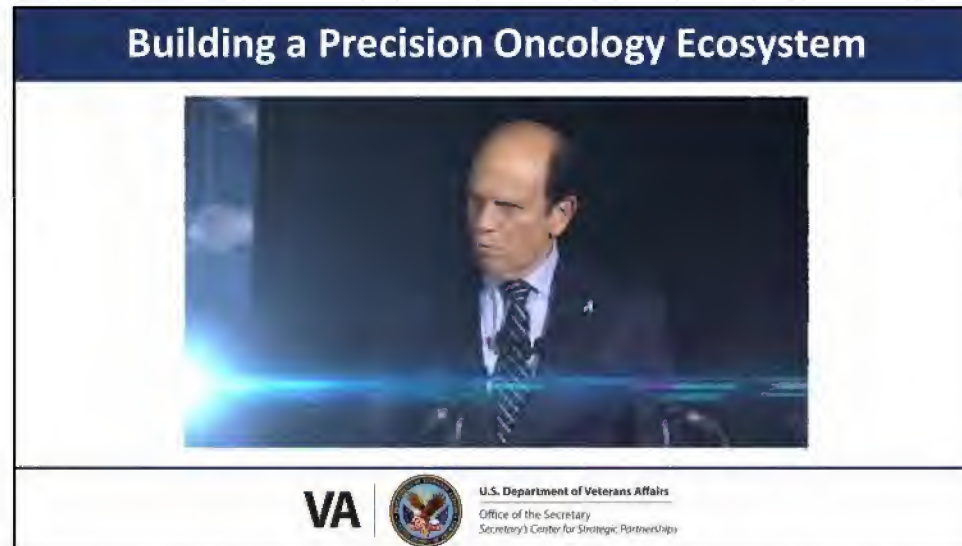 Building a Precision Oncology Ecosystem
VA
U.S. Department of Veterans Affairs
Office of the Secretary
Secretary's Center for Strategic Partnerships